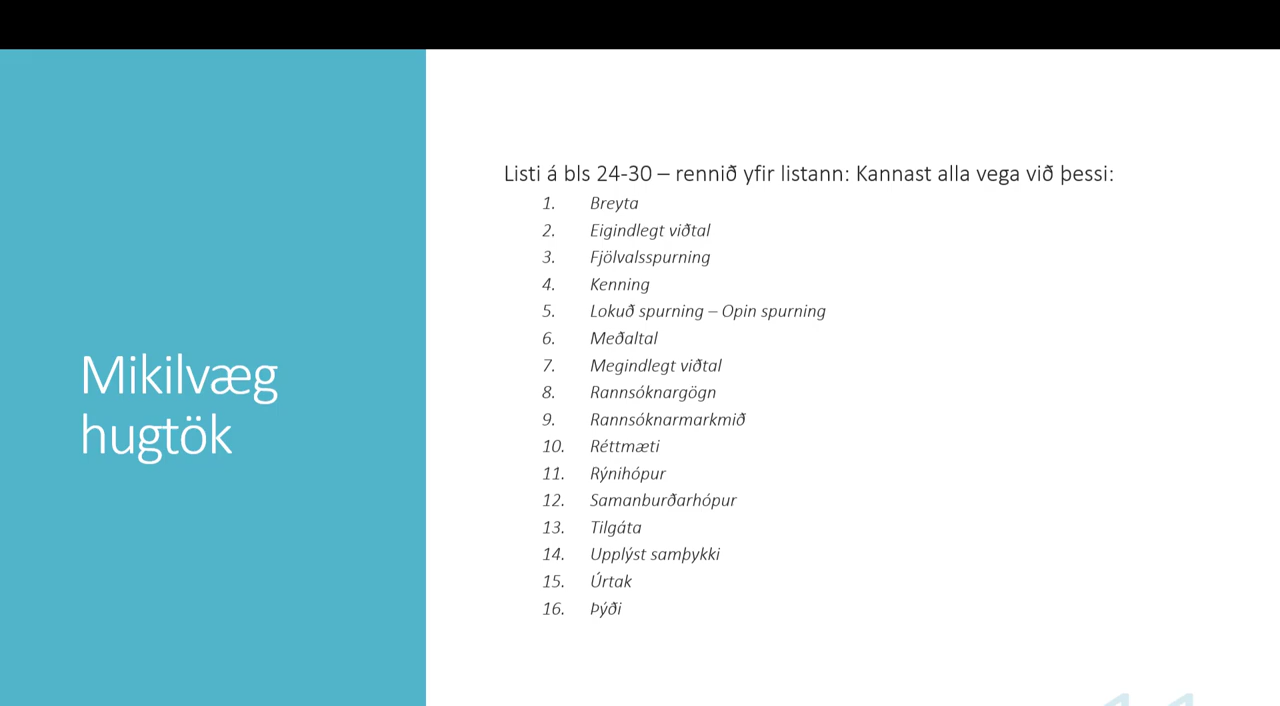 Mikilvæg
hugtök
Listi á bls 24-30 – rennið yfir listann: Kannast alla vega við þessi:
1. Breyta
2. Eigindlegt viðtal
3. Fjölvalsspurning
4. Kenning
5. Lokuð spurning – Opin spurning
6. Meðaltal
7. Megindlegt viðtal
8. Rannsóknargögn
9. Rannsóknarmarkmið
10. Réttmæti
11. Rýnihópur
12. Samanburðarhópur
13. Tilgáta
14. Upplýst samþykki
15. Úrtak
16. Þýði